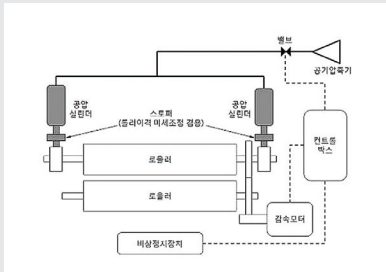 밸브
공기압축기
공압
실린더
스토퍼
(롤러이격 미세조정 겸용)
공압
실린더
컨트롤
박스
로울러
로울러
감속모터
비상정지장치